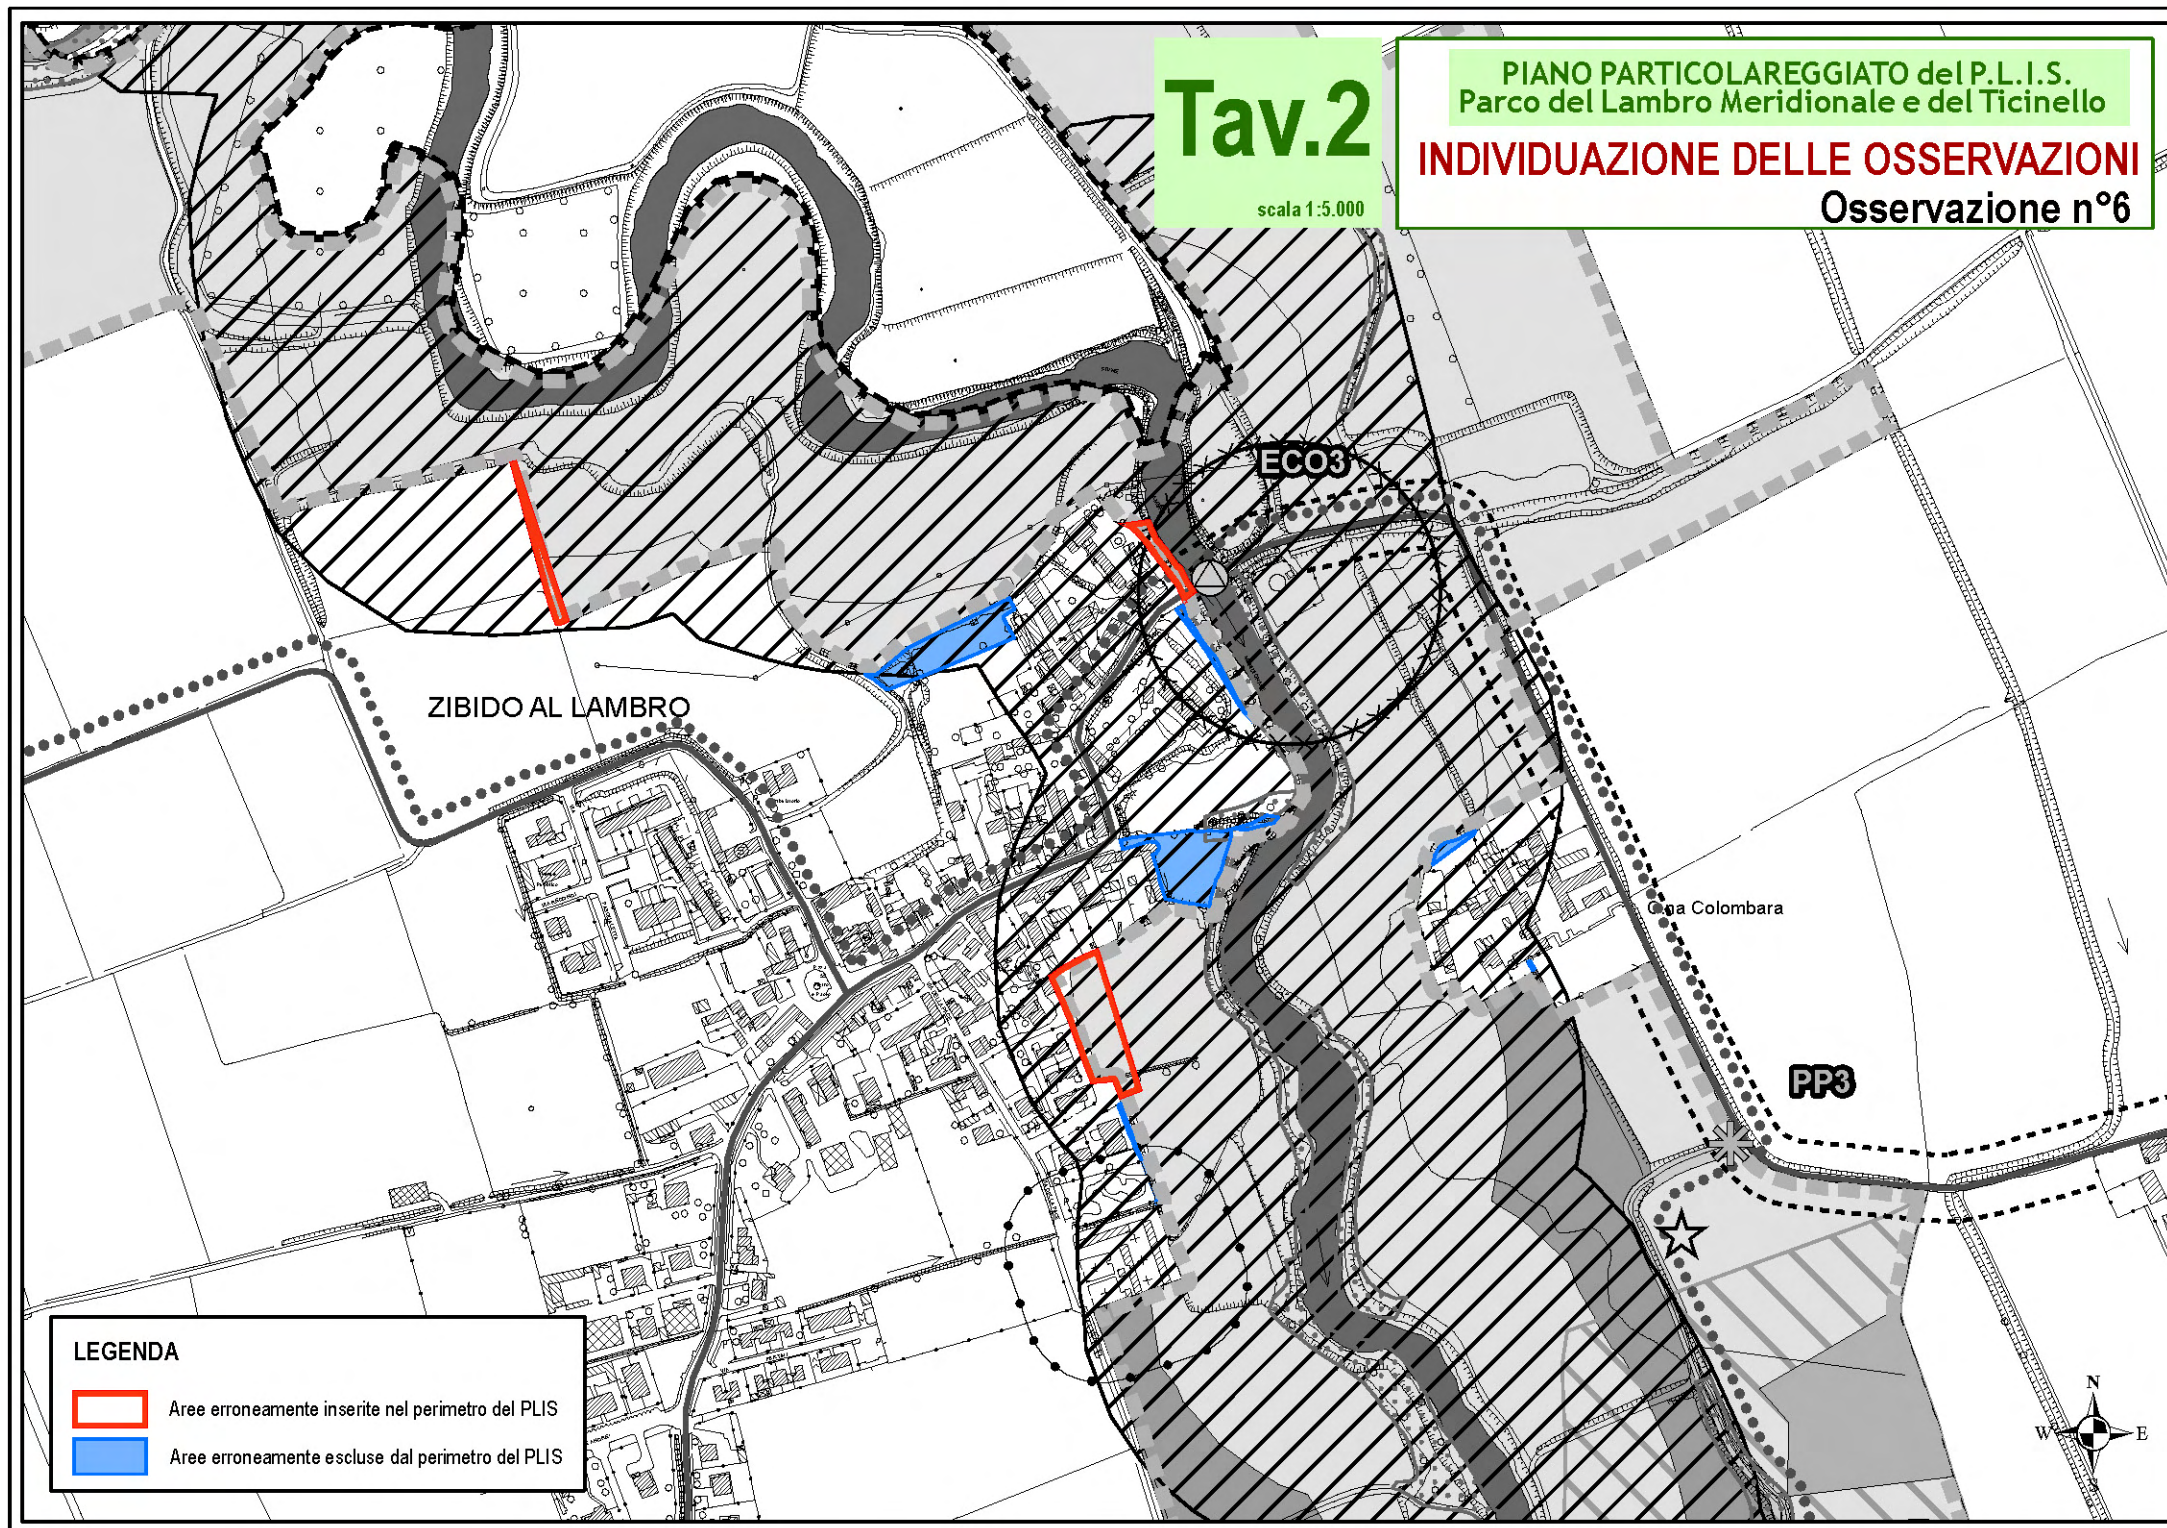 Tav.2
scala 1:5.000
PIANO PARTICOLAREGGIATO del P.L.I.S.
Parco del Lambro Meridionale e del Ticinello
INDIVIDUAZIONE DELLE OSSERVAZIONI
Osservazione n°6
ECO3
ZIBIDO AL LAMBRO
C.na Colombara
PP3
LEGENDA
Aree erroneamente inserite nel perimetro del PLIS
Aree erroneamente escluse dal perimetro del PLIS
N
W
E
S